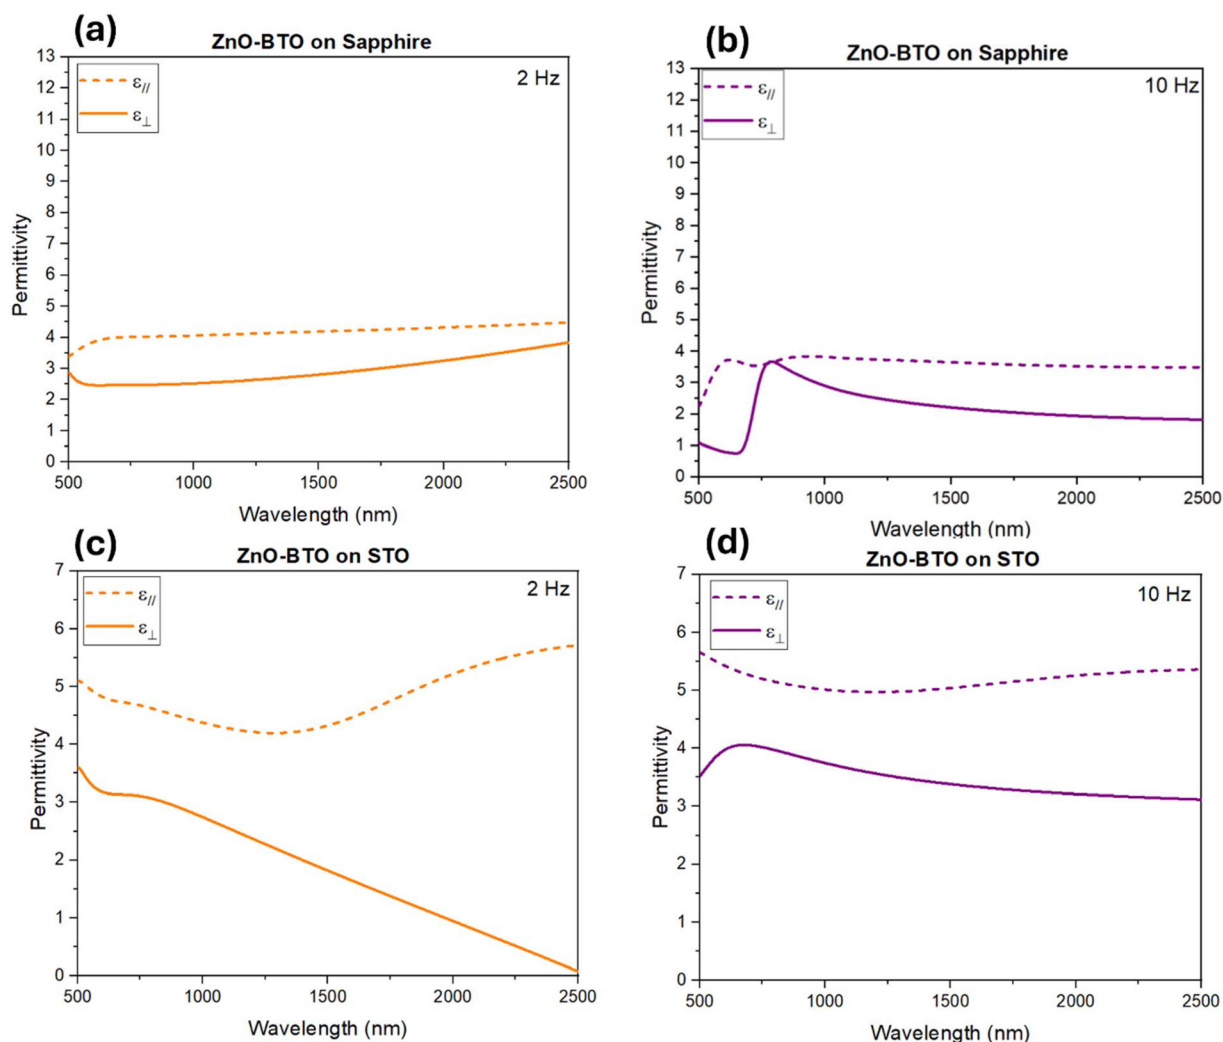 (a)
ZnO-BTO on Sapphire
2 Hz
ε//
ε⊥
13
12
11
10
9
8
7
6
5
4
3
2
1
0
Permittivity
500
1000
1500
2000
2500
Wavelength (nm)
(b)
ZnO-BTO on Sapphire
10 Hz
ε//
ε⊥
13
12
11
10
9
8
7
6
5
4
3
2
1
0
Permittivity
500
1000
1500
2000
2500
Wavelength (nm)
(c)
ZnO-BTO on STO
2 Hz
ε//
ε⊥
7
6
5
4
3
2
1
0
Permittivity
500
1000
1500
2000
2500
Wavelength (nm)
(d)
ZnO-BTO on STO
10 Hz
ε//
ε⊥
7
6
5
4
3
2
1
0
Permittivity
500
1000
1500
2000
2500
Wavelength (nm)